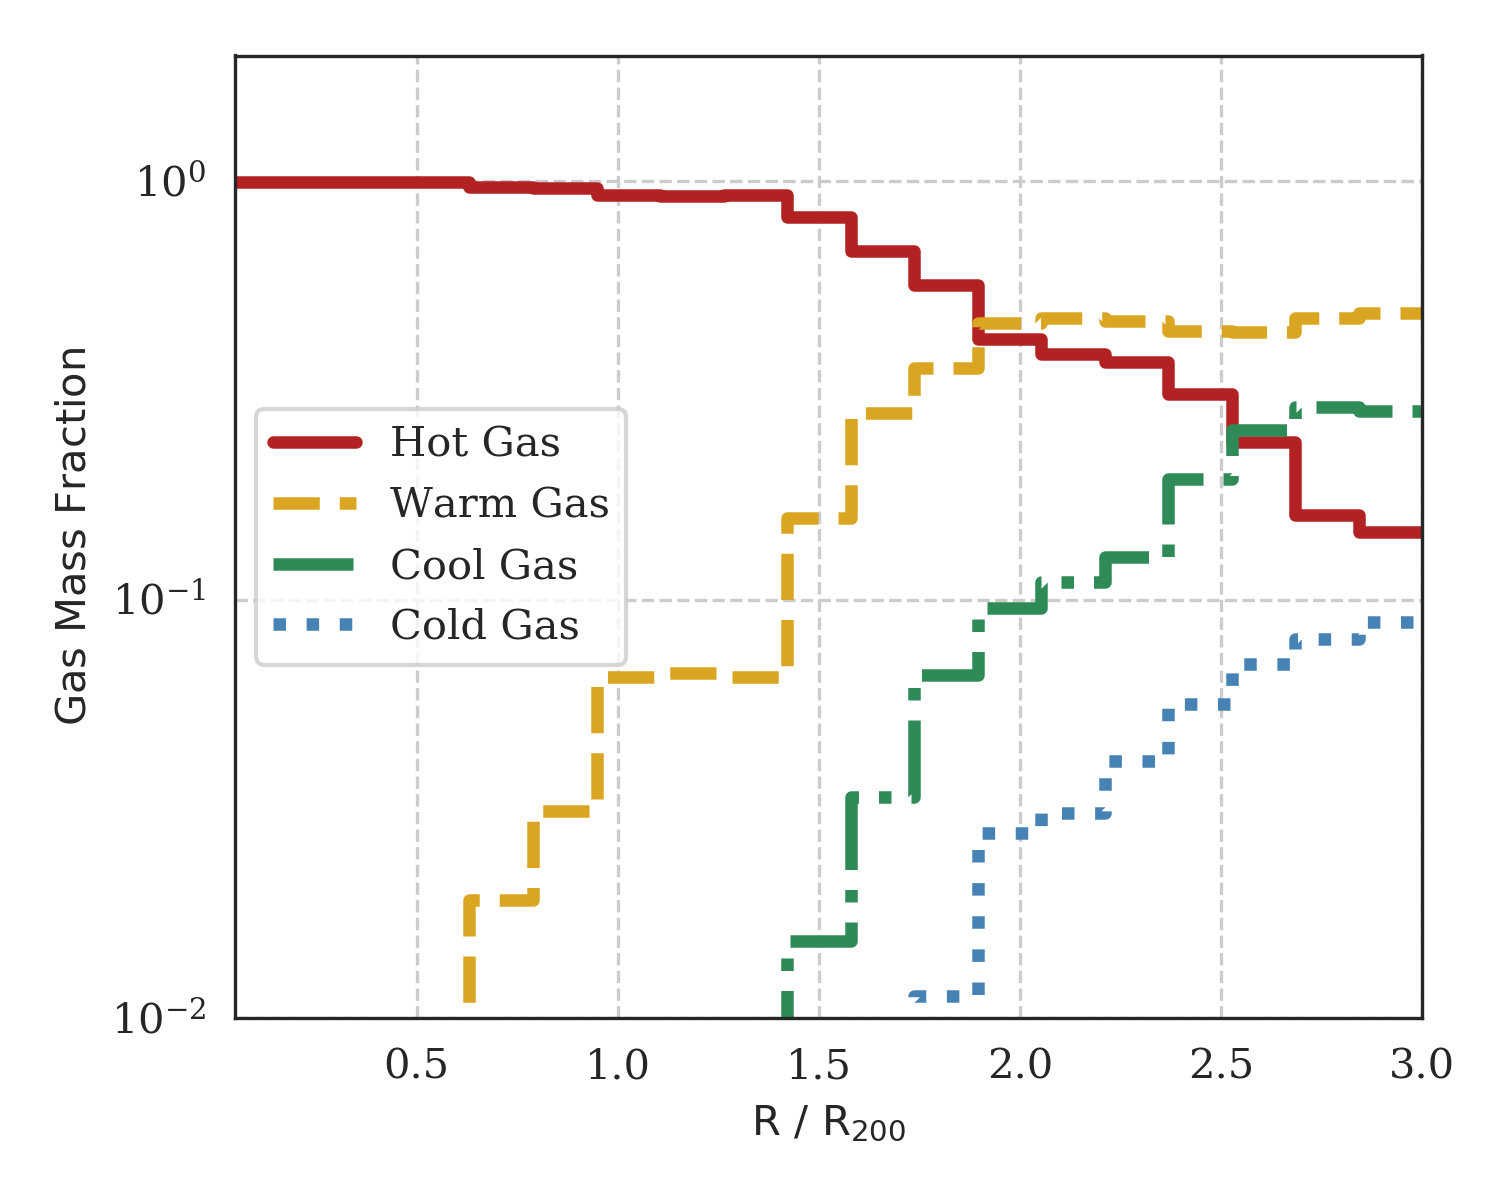 10⁰
10⁻¹
10⁻²
Gas Mass Fraction
Hot Gas
Warm Gas
Cool Gas
Cold Gas
0.5 1.0 1.5 2.0 2.5 3.0
R / R₂₀₀